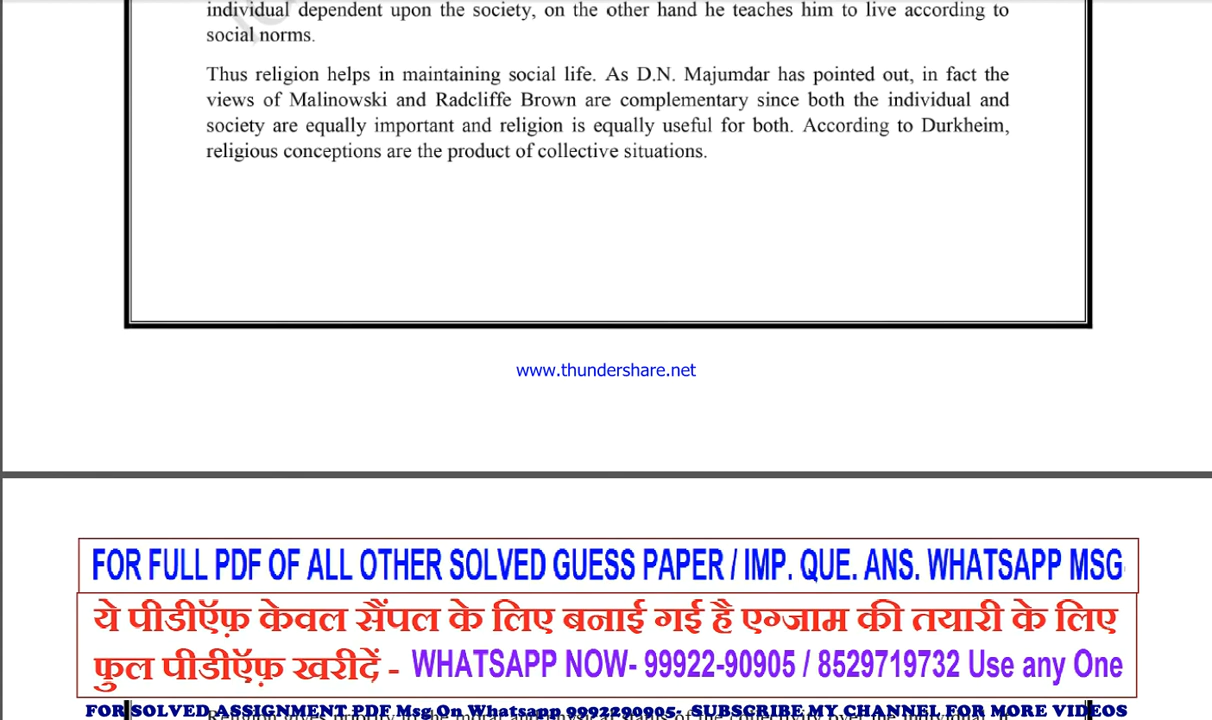 individual dependent upon the society, on the other hand he teaches him to live according to
social norms.
Thus religion helps in maintaining social life. As D.N. Majumdar has pointed out, in fact the
views of Malinowski and Radcliffe Brown are complementary since both the individual and
society are equally important and religion is equally useful for both. According to Durkheim,
religious conceptions are the product of collective situations.
www.thundershare.net
FOR FULL PDF OF ALL OTHER SOLVED GUESS PAPER / IMP. QUE. ANS. WHATSAPP MSG
ये पीडीऍफ़ केवल सैंपल के लिए बनाई गई है एग्जाम की तयारी के लिए
फुल पीडीऍफ़ खरीदें - WHATSAPP NOW- 99922-90905 / 8529719732 Use any One
FOR SOLVED ASSIGNMENT PDF Msg On Whatsapp 9992290905- SUBSCRIBE MY CHANNEL FOR MORE VIDEOS